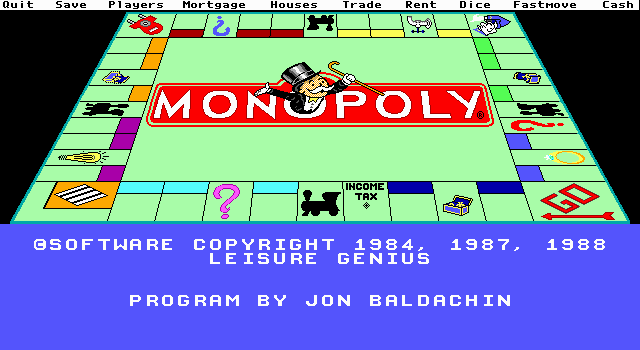 Quit Save Players Mortgage Houses Trade Rent Dice Fastmove Cash
MONOPOLY
INCOME
TAX
GO
©SOFTWARE COPYRIGHT 1984, 1987, 1988
LEISURE GENIUS
PROGRAM BY JON BALDACHIN